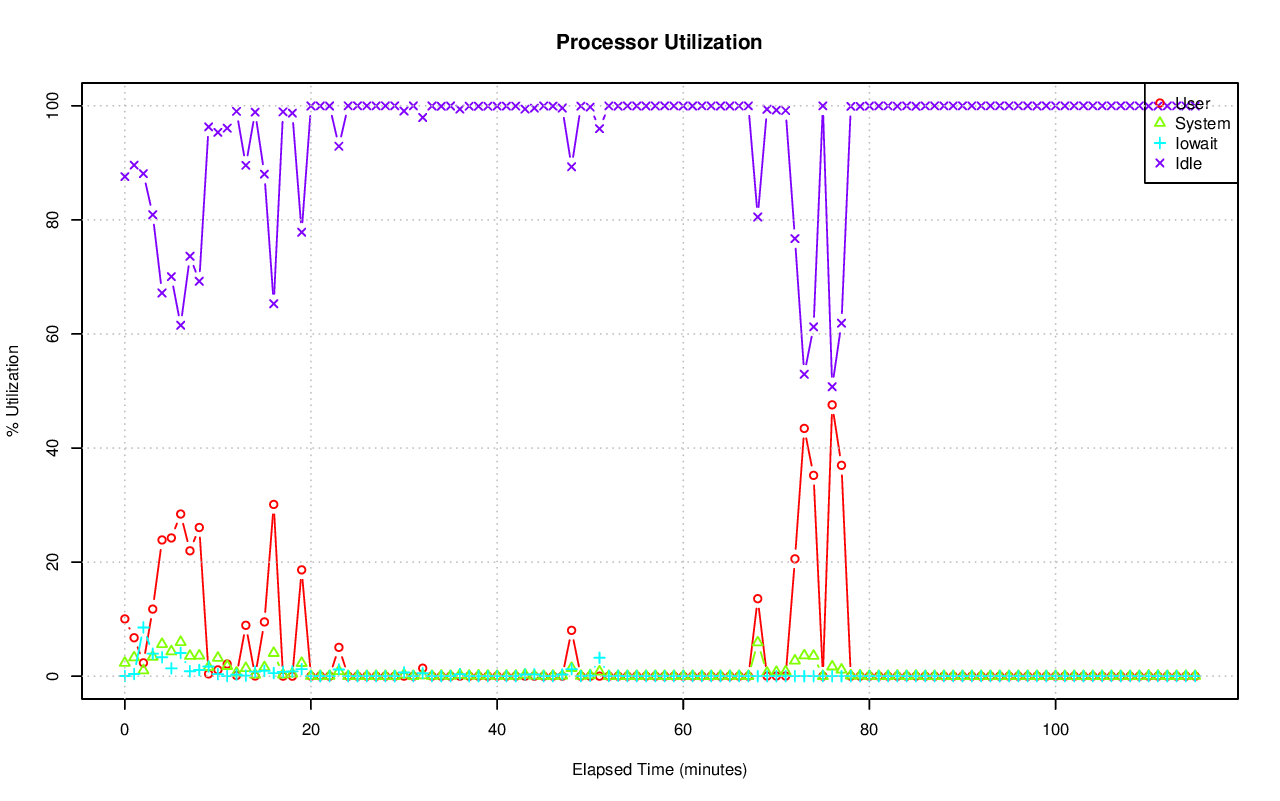 Processor Utilization
% Utilization
100
80
60
40
20
0
User
System
Iowait
Idle
0 20 40 60 80 100
Elapsed Time (minutes)